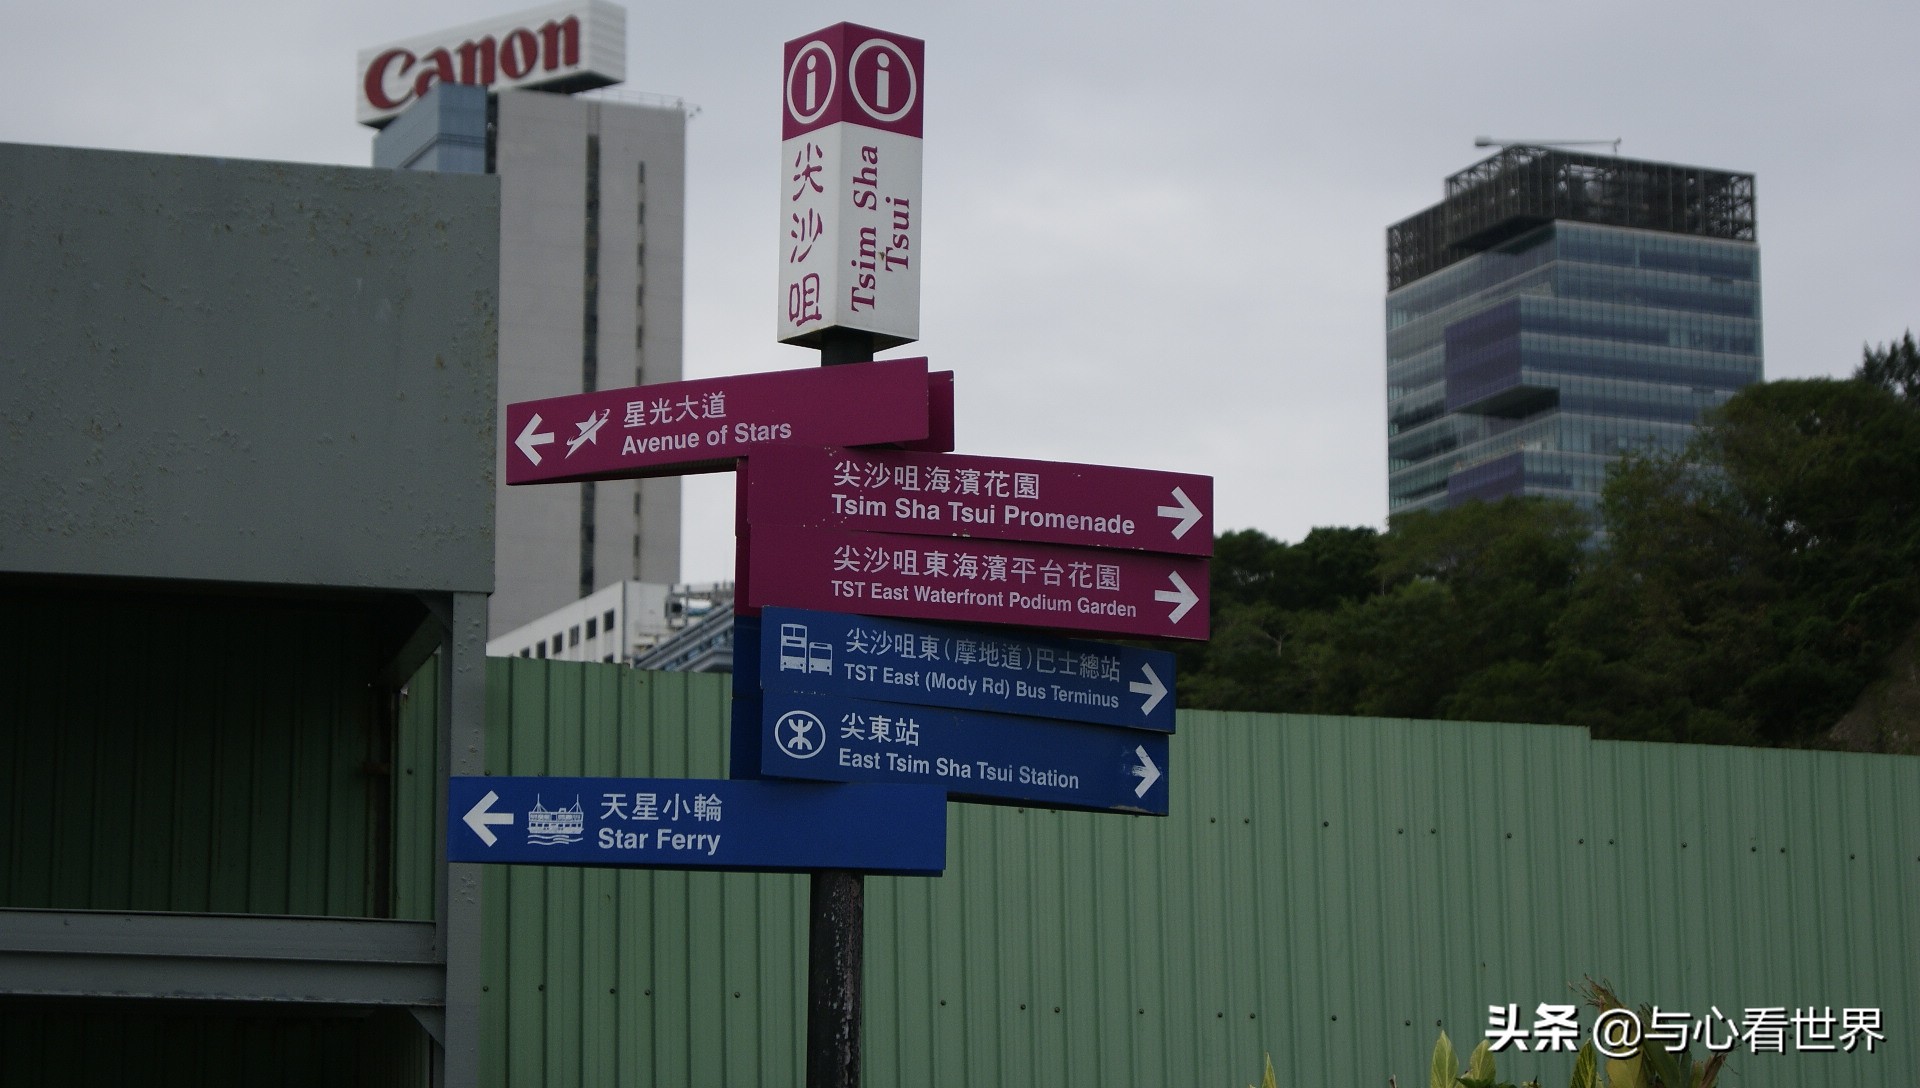 Canon
尖沙咀
Tsim Sha
Tsui
星光大道
Avenue of Stars
尖沙咀海濱花園
Tsim Sha Tsui Promenade
尖沙咀東海濱平台花園
TST East Waterfront Podium Garden
尖沙咀東(摩地道)巴士總站
TST East (Mody Rd) Bus Terminus
尖東站
East Tsim Sha Tsui Station
天星小輪
Star Ferry
头条 @与心看世界